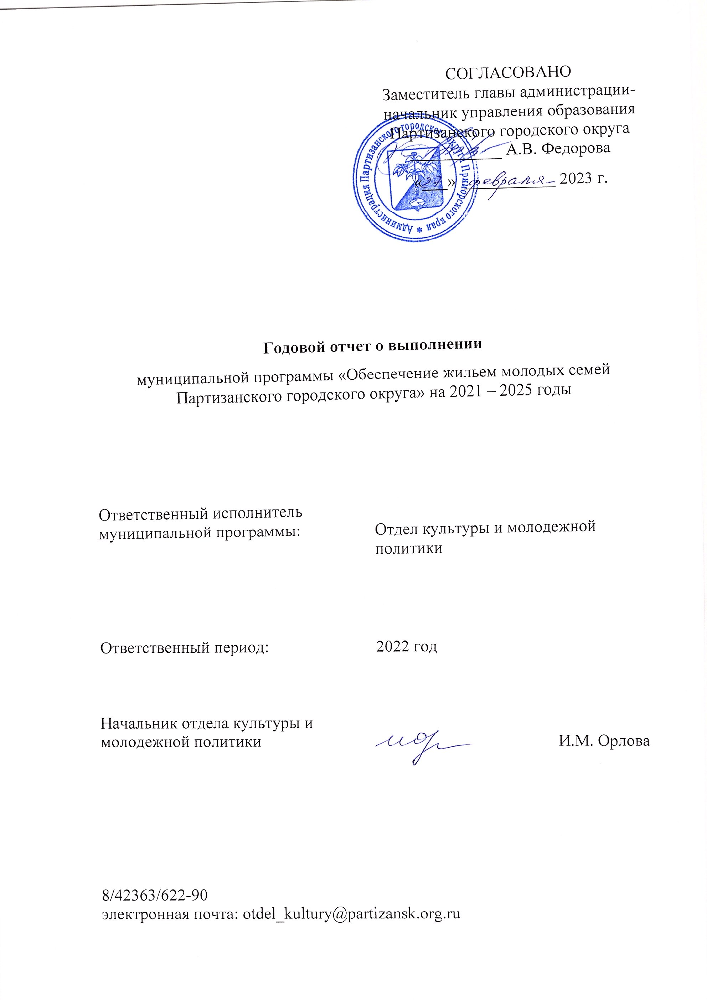 СОГЛАСОВАНО
Заместитель главы администрации-
начальник управления образования
Партизанского городского округа
А.В. Федорова
«27» февраля 2023 г.
Администрация Партизанского городского округа Приморского края
Годовой отчет о выполнении
муниципальной программы «Обеспечение жильем молодых семей
Партизанского городского округа» на 2021 – 2025 годы
Ответственный исполнитель
муниципальной программы:
Отдел культуры и молодежной
политики
Ответственный период:
2022 год
Начальник отдела культуры и
молодежной политики
И.М. Орлова
8/42363/622-90
электронная почта: otdel_kultury@partizansk.org.ru